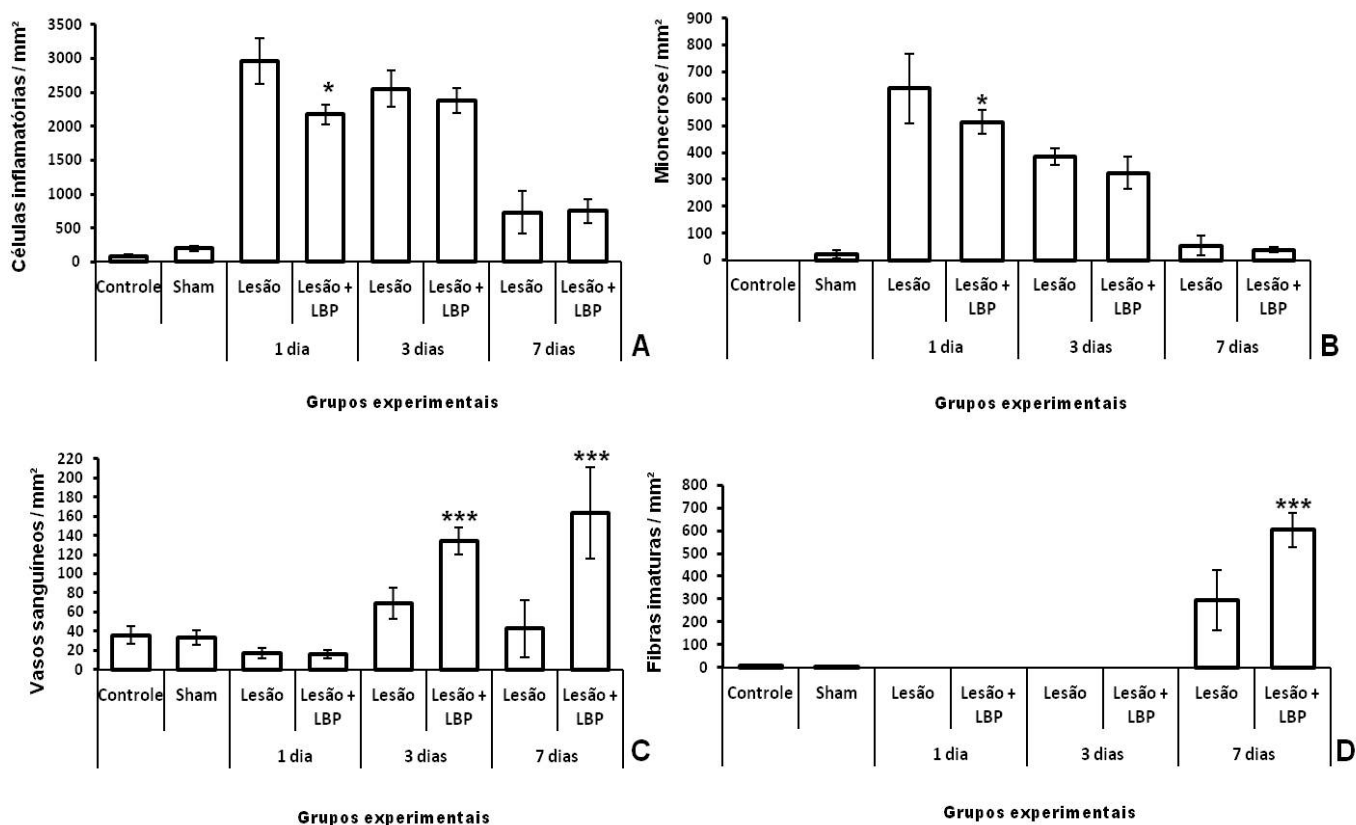 Células inflamatórias / mm²
3500
3000
2500
2000
1500
1000
500
0
*
Controle Sham Lesão Lesão + LBP Lesão Lesão + LBP Lesão Lesão + LBP
1 dia 3 dias 7 dias
A
Grupos experimentais
Mionecrose / mm²
900
800
700
600
500
400
300
200
100
0
*
Controle Sham Lesão Lesão + LBP Lesão Lesão + LBP Lesão Lesão + LBP
1 dia 3 dias 7 dias
B
Grupos experimentais
Vasos sanguíneos / mm²
220
200
180
160
140
120
100
80
60
40
20
0
***
***
Controle Sham Lesão Lesão + LBP Lesão Lesão + LBP Lesão Lesão + LBP
1 dia 3 dias 7 dias
C
Grupos experimentais
Fibras imaturas / mm²
800
700
600
500
400
300
200
100
0
***
Controle Sham Lesão Lesão + LBP Lesão Lesão + LBP Lesão Lesão + LBP
1 dia 3 dias 7 dias
D
Grupos experimentais